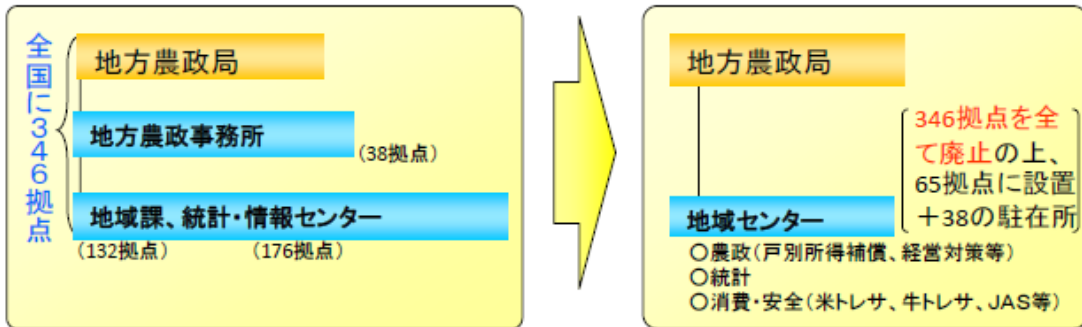 全国に346拠点
地方農政局
地方農政事務所
(38拠点)
地域課、統計・情報センター
(132拠点)
(176拠点)
地方農政局
346拠点を全
て廃止の上、
65拠点に設置
+38の駐在所
地域センター
○農政(戸別所得補償、経営対策等)
○統計
○消費・安全(米トレサ、牛トレサ、JAS等)